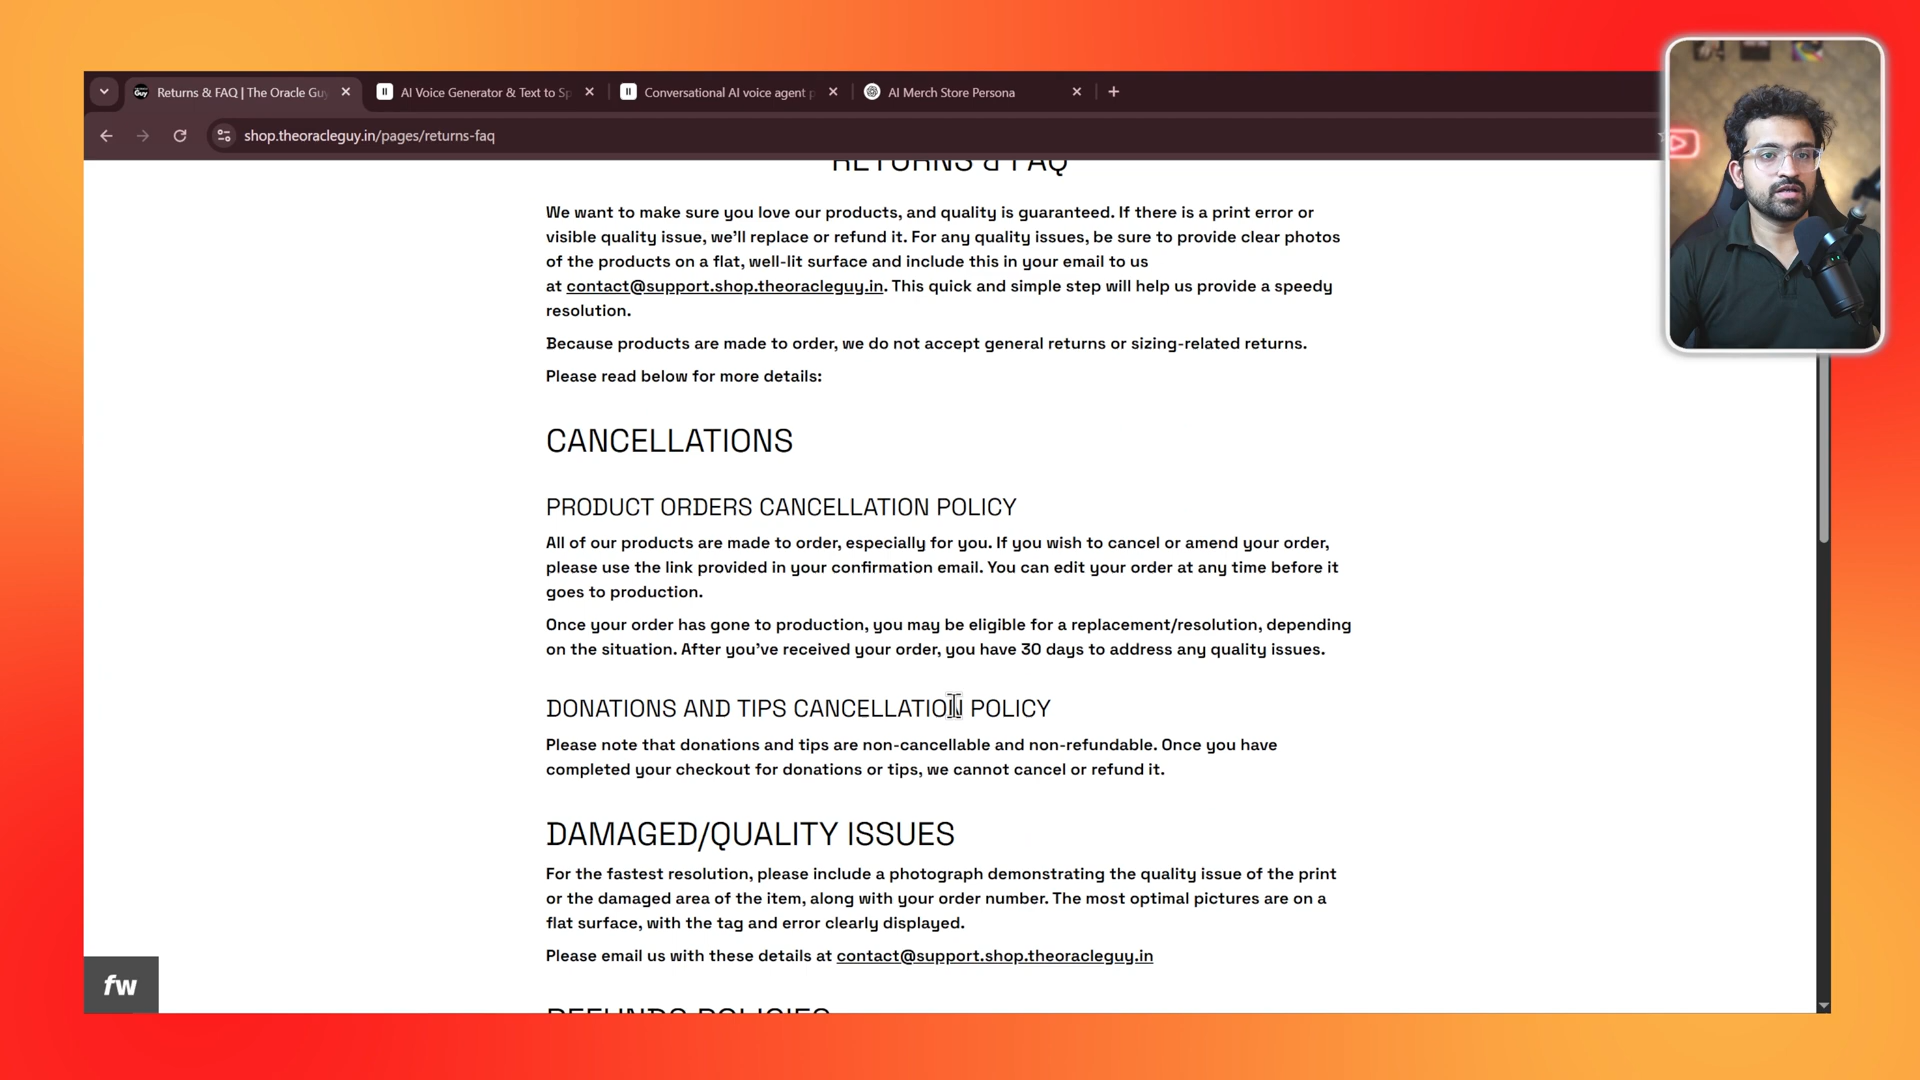 Returns & FAQ | The Oracle Guy
AI Voice Generator & Text to Sp
Conversational AI voice agent p
AI Merch Store Persona
shop.theoracleguy.in/pages/returns-faq
RETURNS & FAQ
We want to make sure you love our products, and quality is guaranteed. If there is a print error or
visible quality issue, we'll replace or refund it. For any quality issues, be sure to provide clear photos
of the products on a flat, well-lit surface and include this in your email to us
at contact@support.shop.theoracleguy.in. This quick and simple step will help us provide a speedy
resolution.
Because products are made to order, we do not accept general returns or sizing-related returns.
Please read below for more details:
CANCELLATIONS
PRODUCT ORDERS CANCELLATION POLICY
All of our products are made to order, especially for you. If you wish to cancel or amend your order,
please use the link provided in your confirmation email. You can edit your order at any time before it
goes to production.
Once your order has gone to production, you may be eligible for a replacement/resolution, depending
on the situation. After you've received your order, you have 30 days to address any quality issues.
DONATIONS AND TIPS CANCELLATION POLICY
Please note that donations and tips are non-cancellable and non-refundable. Once you have
completed your checkout for donations or tips, we cannot cancel or refund it.
DAMAGED/QUALITY ISSUES
For the fastest resolution, please include a photograph demonstrating the quality issue of the print
or the damaged area of the item, along with your order number. The most optimal pictures are on a
flat surface, with the tag and error clearly displayed.
Please email us with these details at contact@support.shop.theoracleguy.in
REFUNDS POLICIES
fw